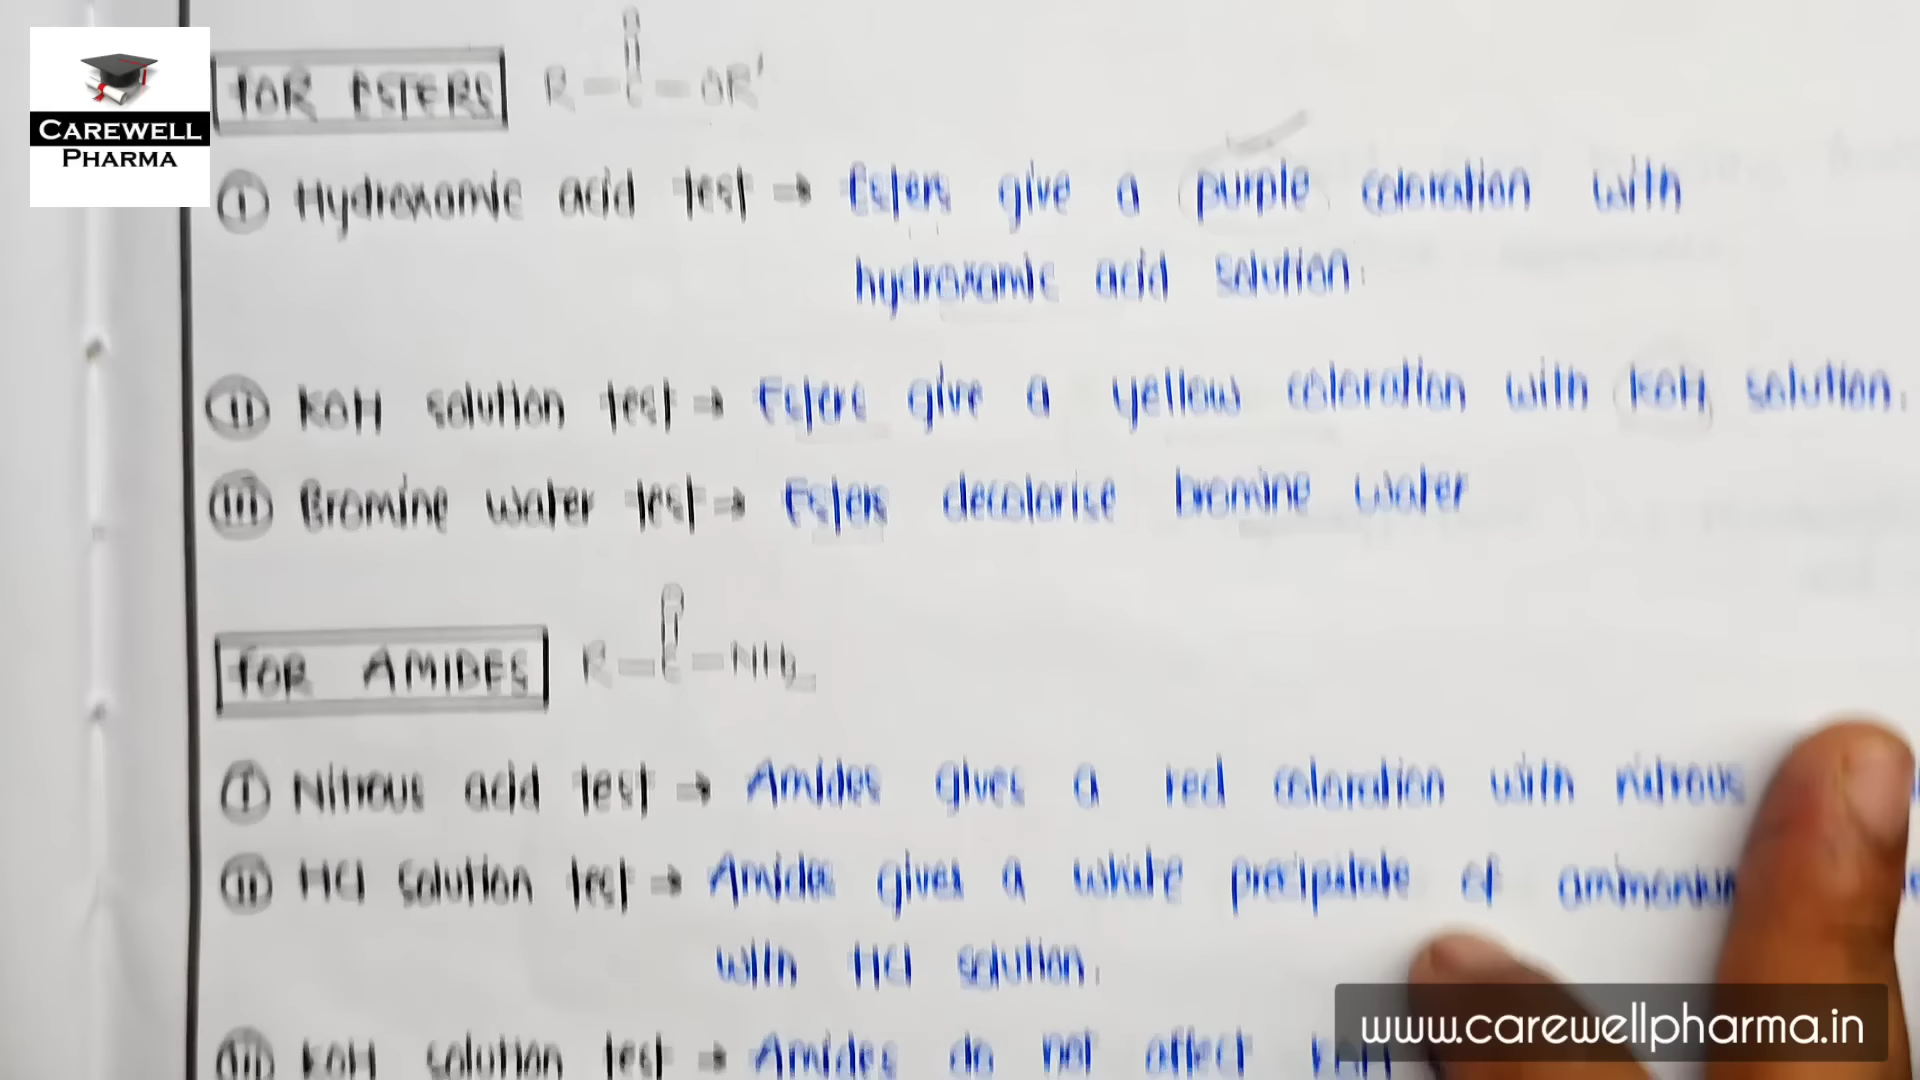 CAREWELL
PHARMA
FOR ESTERS R-C-OR'
O
(i) Hydroxamic acid test → Esters give a purple coloration with
hydroxamic acid solution.
(ii) KOH solution test → Esters give a yellow coloration with KOH solution.
(iii) Bromine water test → Esters decolorise bromine water
FOR AMIDES R-C-NH2
O
(i) Nitrous acid test → Amides gives a red coloration with nitrous
(ii) HCl solution test → Amides gives a white precipitate of
with HCl solution.
(iii) KOH solution test → Amides do not affect KOH
www.carewellpharma.in